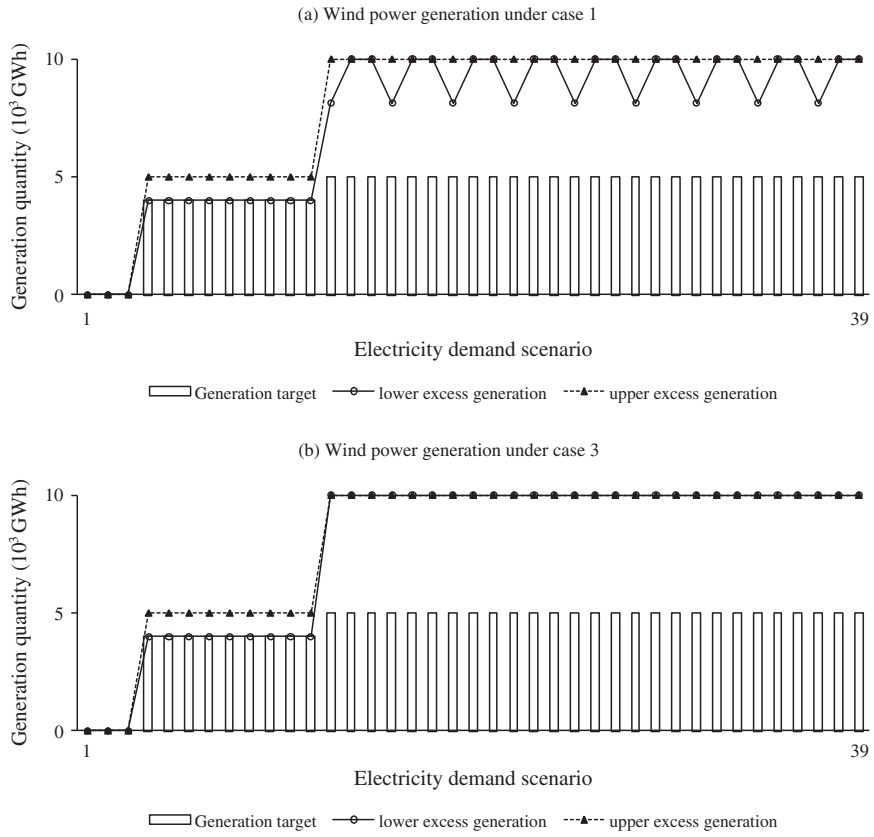 (a) Wind power generation under case 1
Generation quantity (10³ GWh)
10
5
0
1
39
Electricity demand scenario
Generation target
lower excess generation
upper excess generation
(b) Wind power generation under case 3
Generation quantity (10³ GWh)
10
5
0
1
39
Electricity demand scenario
Generation target
lower excess generation
upper excess generation